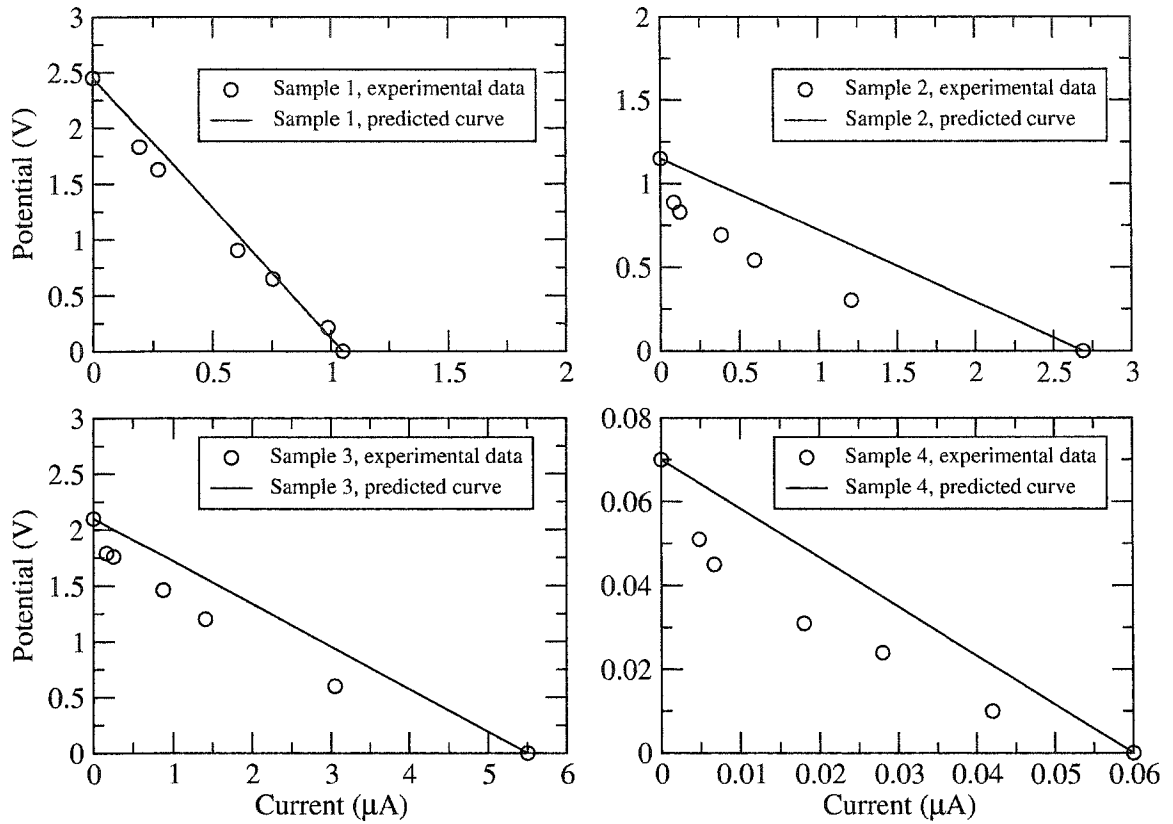 3
2.5
2
1.5
1
0.5
0
Potential (V)
Sample 1, experimental data
Sample 1, predicted curve
0 0.5 1 1.5 2
2
1.5
1
0.5
0
Sample 2, experimental data
Sample 2, predicted curve
0 0.5 1 1.5 2 2.5 3
3
2.5
2
1.5
1
0.5
0
Potential (V)
Sample 3, experimental data
Sample 3, predicted curve
0 1 2 3 4 5 6
Current (μA)
0.08
0.06
0.04
0.02
0
Sample 4, experimental data
Sample 4, predicted curve
0 0.01 0.02 0.03 0.04 0.05 0.06
Current (μA)